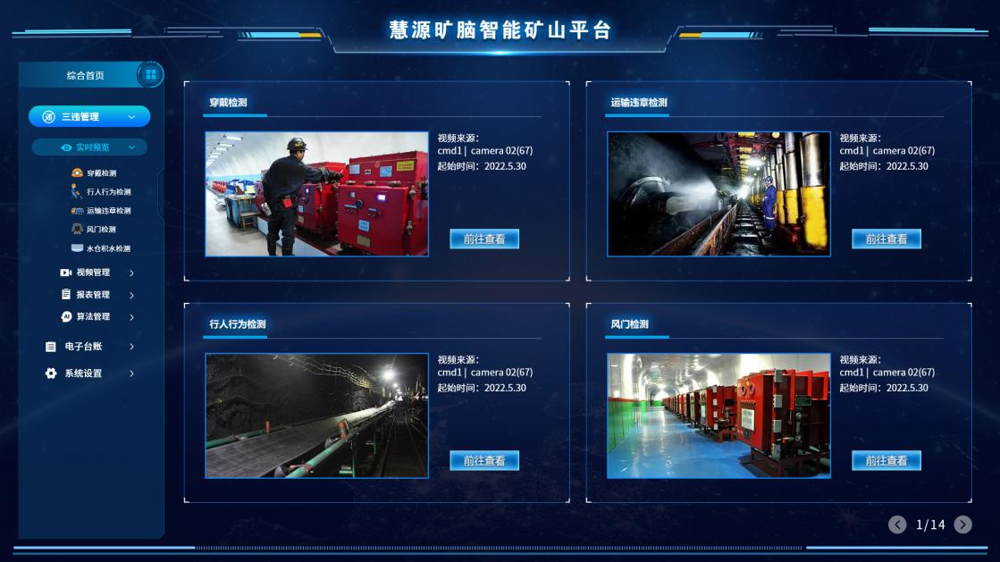 慧源旷脑智能矿山平台
综合首页
三违管理
实时预览
穿戴检测
行人行为检测
运输违章检测
风门检测
水仓积水检测
视频管理
报表管理
AI 算法管理
电子台账
系统设置
穿戴检测
视频来源:
cmd1 | camera 02(67)
起始时间: 2022.5.30
前往查看
运输违章检测
视频来源:
cmd1 | camera 02(67)
起始时间: 2022.5.30
前往查看
行人行为检测
视频来源:
cmd1 | camera 02(67)
起始时间: 2022.5.30
前往查看
风门检测
视频来源:
cmd1 | camera 02(67)
起始时间: 2022.5.30
前往查看
1/14